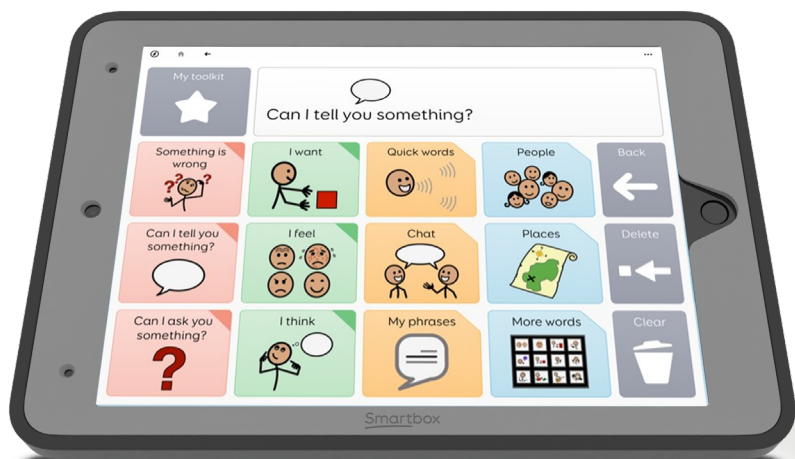 My toolkit
Can I tell you something?
Something is
wrong
I want
Quick words
People
Back
Can I tell you
something?
I feel
Chat
Places
Delete
Can I ask you
something?
I think
My phrases
More words
Clear
Smartbox